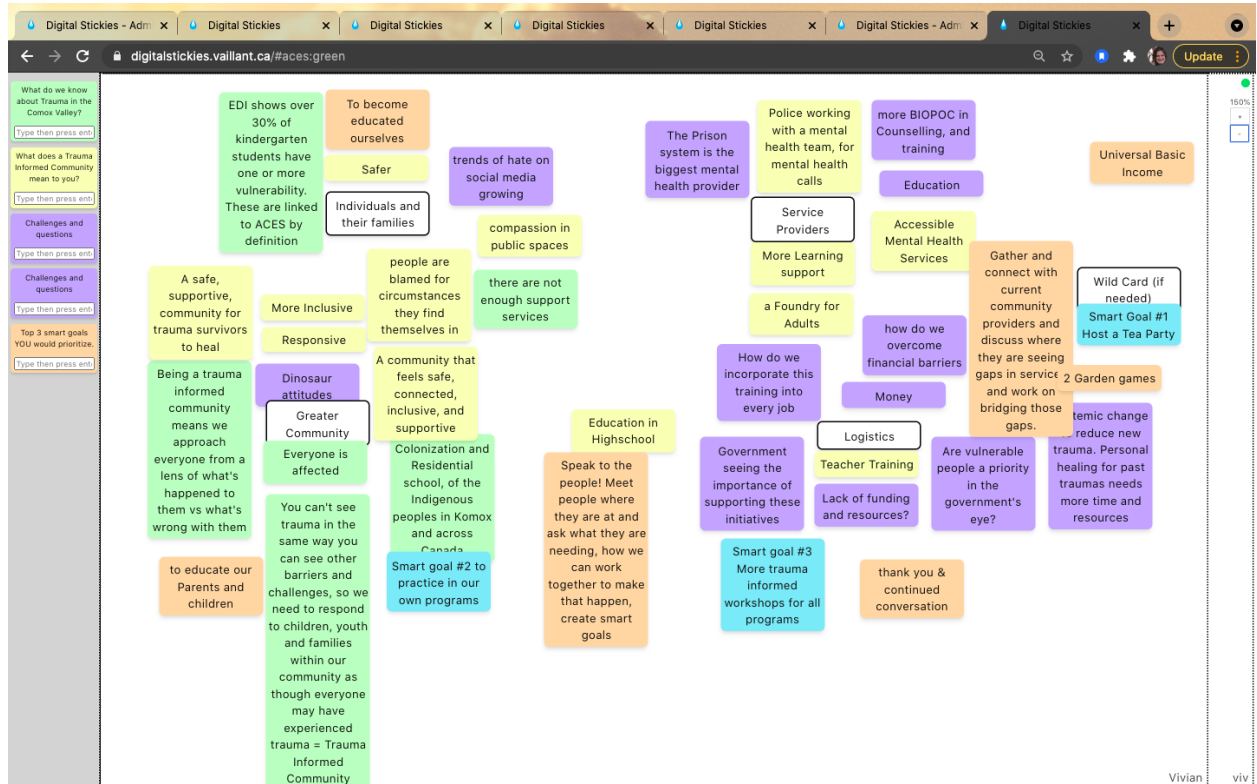 Digital Stickies - Adm
Digital Stickies
Digital Stickies
Digital Stickies
Digital Stickies
Digital Stickies - Adm
Digital Stickies
digitalstickies.vaillant.ca/#aces:green
Update
What do we know
about Trauma in the
Comox Valley?
Type then press ent
What does a Trauma
Informed Community
mean to you?
Type then press ent
Challenges and
questions
Type then press ent
Challenges and
questions
Type then press ent
Top 3 smart goals
YOU would prioritize.
Type then press ent
EDI shows over
30% of
kindergarten
students have
one or more
vulnerability.
These are linked
to ACES by
definition
To become
educated
ourselves
Safer
Individuals and
their families
trends of hate on
social media
growing
compassion in
public spaces
people are
blamed for
circumstances
they find
themselves in
there are not
enough support
services
A safe,
supportive,
community for
trauma survivors
to heal
More Inclusive
Responsive
Being a trauma
informed
community
means we
approach
everyone from a
lens of what's
happened to
them vs what's
wrong with them
Dinosaur
attitudes
Greater
Community
Everyone is
affected
A community that
feels safe,
connected,
inclusive, and
supportive
Colonization and
Residential
school, of the
Indigenous
peoples in Komox
and across
Canada
Smart goal #2 to
practice in our
own programs
to educate our
Parents and
children
You can't see
trauma in the
same way you
can see other
barriers and
challenges, so we
need to respond
to children, youth
and families
within our
community as
though everyone
may have
experienced
trauma = Trauma
Informed
Community
Education in
Highschool
Speak to the
people! Meet
people where
they are at and
ask what they are
needing, how we
can work
together to make
that happen,
create smart
goals
The Prison
system is the
biggest mental
health provider
Police working
with a mental
health team, for
mental health
calls
more BIOPOC in
Counselling, and
training
Education
Universal Basic
Income
Service
Providers
More Learning
support
a Foundry for
Adults
Accessible
Mental Health
Services
Gather and
connect with
current
community
providers and
discuss where
they are seeing
gaps in service
and work on
bridging those
gaps.
Wild Card (if
needed)
Smart Goal #1
Host a Tea Party
2 Garden games
how do we
overcome
financial barriers
How do we
incorporate this
training into
every job
Money
Logistics
Teacher Training
Lack of funding
and resources?
Government
seeing the
importance of
supporting these
initiatives
Are vulnerable
people a priority
in the
government's
eye?
reduce new
trauma. Personal
healing for past
traumas needs
more time and
resources
Smart goal #3
More trauma
informed
workshops for all
programs
thank you &
continued
conversation
150%
+
-
Vivian
viv